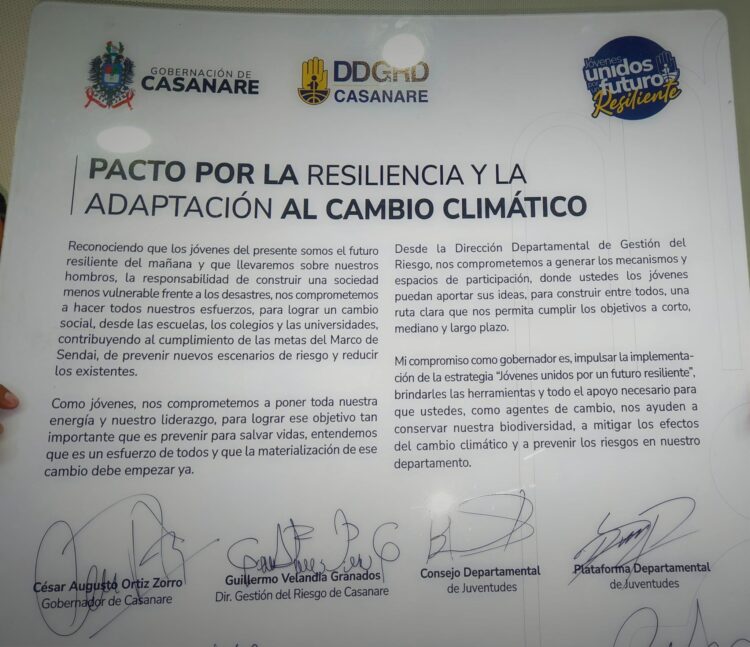 GOBERNACIÓN DE
CASANARE
DDGRD
CASANARE
Jóvenes
unidos
por un
futuro
Resiliente
PACTO POR LA RESILIENCIA Y LA
ADAPTACIÓN AL CAMBIO CLIMÁTICO
Reconociendo que los jóvenes del presente somos el futuro
resiliente del mañana y que llevaremos sobre nuestros
hombros, la responsabilidad de construir una sociedad
menos vulnerable frente a los desastres, nos comprometemos
a hacer todos nuestros esfuerzos, para lograr un cambio
social, desde las escuelas, los colegios y las universidades,
contribuyendo al cumplimiento de las metas del Marco de
Sendai, de prevenir nuevos escenarios de riesgo y reducir
los existentes.
Como jóvenes, nos comprometemos a poner toda nuestra
energía y nuestro liderazgo, para lograr ese objetivo tan
importante que es prevenir para salvar vidas, entendemos
que es un esfuerzo de todos y que la materialización de ese
cambio debe empezar ya.
Desde la Dirección Departamental de Gestión del
Riesgo, nos comprometemos a generar los mecanismos y
espacios de participación, donde ustedes los jóvenes
puedan aportar sus ideas, para construir entre todos, una
ruta clara que nos permita cumplir los objetivos a corto,
mediano y largo plazo.
Mi compromiso como gobernador es, impulsar la implementa-
ción de la estrategia “Jóvenes unidos por un futuro resiliente”,
brindarles las herramientas y todo el apoyo necesario para
que ustedes, como agentes de cambio, nos ayuden a
conservar nuestra biodiversidad, a mitigar los efectos
del cambio climático y a prevenir los riesgos en nuestro
departamento.
César Augusto Ortiz Zorro
Gobernador de Casanare
Guillermo Velandia Granados
Dir. Gestión del Riesgo de Casanare
Consejo Departamental
de Juventudes
Plataforma Departamental
de Juventudes